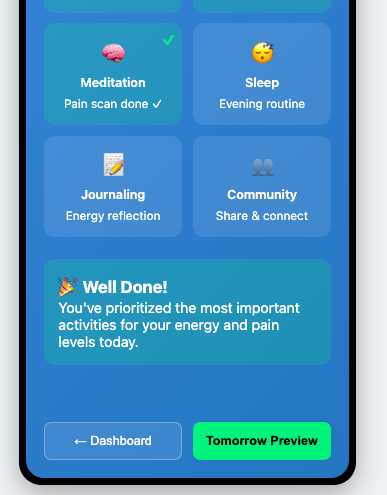 Meditation
Pain scan done ✓
Sleep
Evening routine
Journaling
Energy reflection
Community
Share & connect
🎉 Well Done!
You've prioritized the most important
activities for your energy and pain
levels today.
← Dashboard
Tomorrow Preview